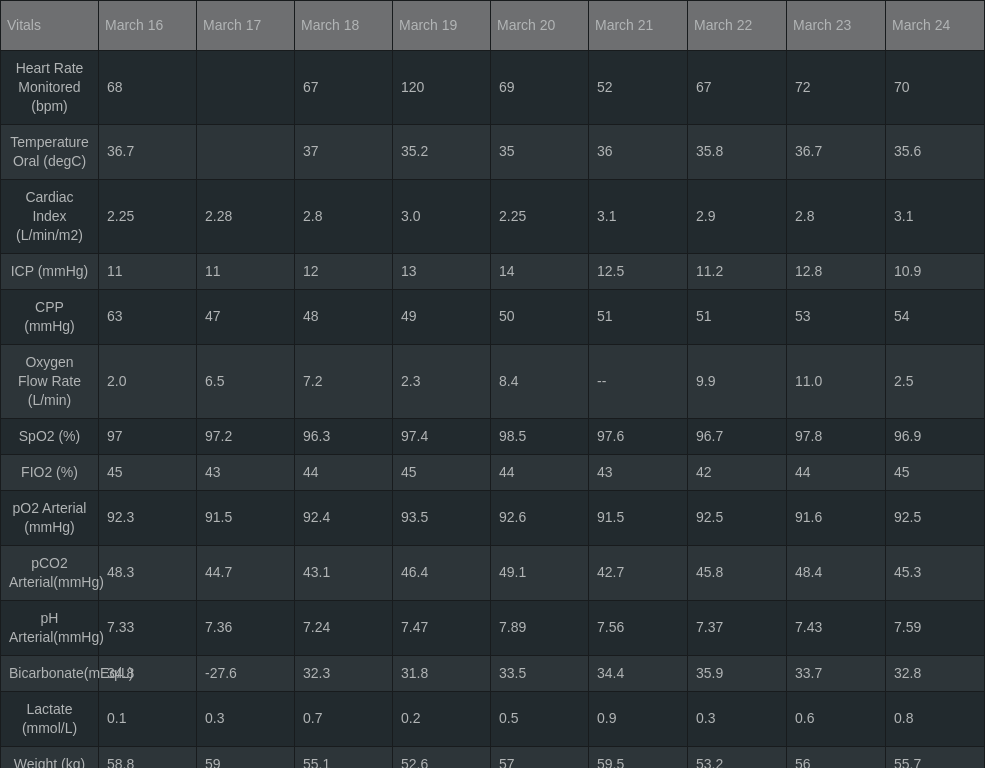 Vitals March 16 March 17 March 18 March 19 March 20 March 21 March 22 March 23 March 24
Heart Rate
Monitored 68 67 120 69 52 67 72 70
(bpm)
Temperature
Oral (degC) 36.7 37 35.2 35 36 35.8 36.7 35.6
Cardiac
Index 2.25 2.28 2.8 3.0 2.25 3.1 2.9 2.8 3.1
(L/min/m2)
ICP (mmHg) 11 11 12 13 14 12.5 11.2 12.8 10.9
CPP
(mmHg) 63 47 48 49 50 51 51 53 54
Oxygen
Flow Rate 2.0 6.5 7.2 2.3 8.4 -- 9.9 11.0 2.5
(L/min)
SpO2 (%) 97 97.2 96.3 97.4 98.5 97.6 96.7 97.8 96.9
FIO2 (%) 45 43 44 45 44 43 42 44 45
pO2 Arterial
(mmHg) 92.3 91.5 92.4 93.5 92.6 91.5 92.5 91.6 92.5
pCO2
Arterial(mmHg) 48.3 44.7 43.1 46.4 49.1 42.7 45.8 48.4 45.3
pH
Arterial(mmHg) 7.33 7.36 7.24 7.47 7.89 7.56 7.37 7.43 7.59
Bicarbonate(mEq/L) -27.6 32.3 31.8 33.5 34.4 35.9 33.7 32.8
Lactate
(mmol/L) 0.1 0.3 0.7 0.2 0.5 0.9 0.3 0.6 0.8
Weight (kg) 58.8 59 55.1 52.6 57 59.5 53.2 56 55.7